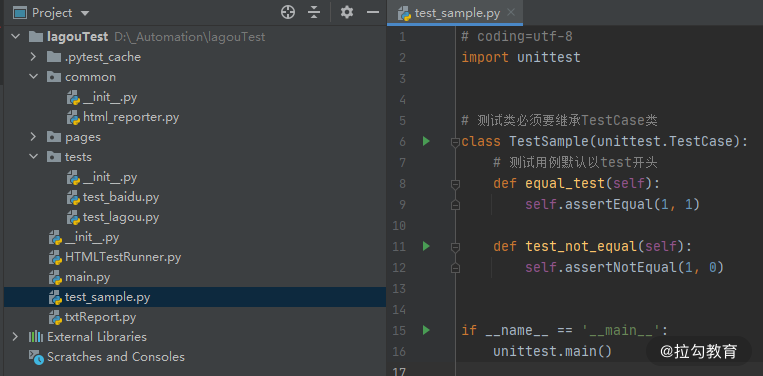 Project
lagouTest D:\_Automation\lagouTest
.pytest_cache
common
__init__.py
html_reporter.py
pages
tests
__init__.py
test_baidu.py
test_lagou.py
__init__.py
HTMLTestRunner.py
main.py
test_sample.py
txtReport.py
External Libraries
Scratches and Consoles
test_sample.py
1 # coding=utf-8
2 import unittest
3
4
5 # 测试类必须要继承TestCase类
6 class TestSample(unittest.TestCase):
7 # 测试用例默认以test开头
8 def equal_test(self):
9 self.assertEqual(1, 1)
10
11 def test_not_equal(self):
12 self.assertNotEqual(1, 0)
13
14
15 if __name__ == '__main__':
16 unittest.main()
17
@拉勾教育